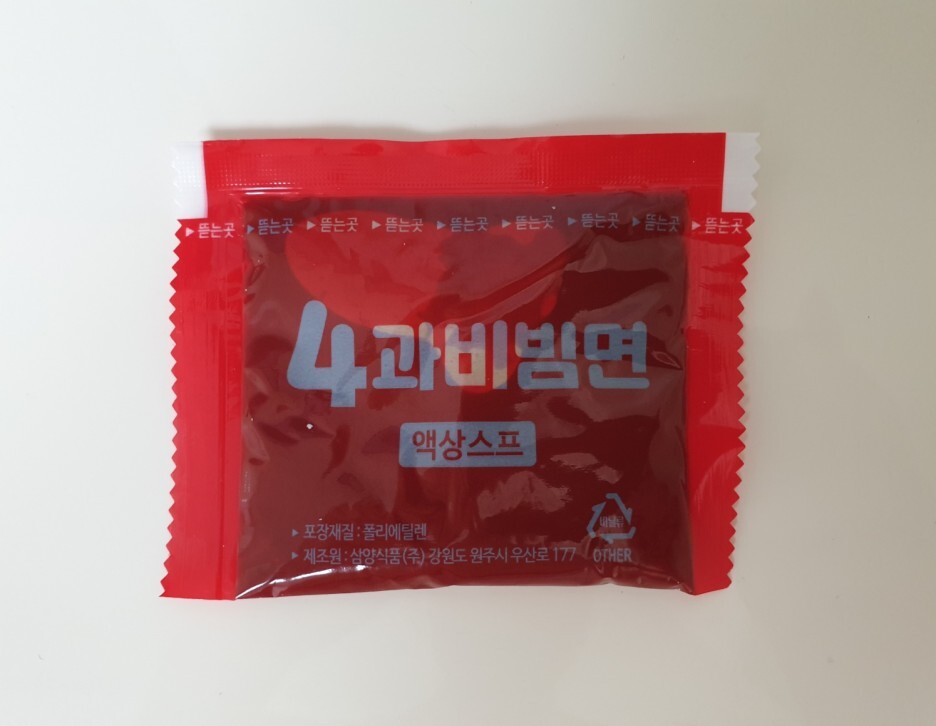 ▶ 뜯는곳 ▶ 뜯는곳 ▶ 뜯는곳 ▶ 뜯는곳 ▶ 뜯는곳 ▶ 뜯는곳 ▶ 뜯는곳 ▶ 뜯는곳 ▶ 뜯는곳
4과비빔면
액상스프
▶ 포장재질 : 폴리에틸렌
비닐류
▶ 제조원 : 삼양식품(주) 강원도 원주시 우산로 177
OTHER